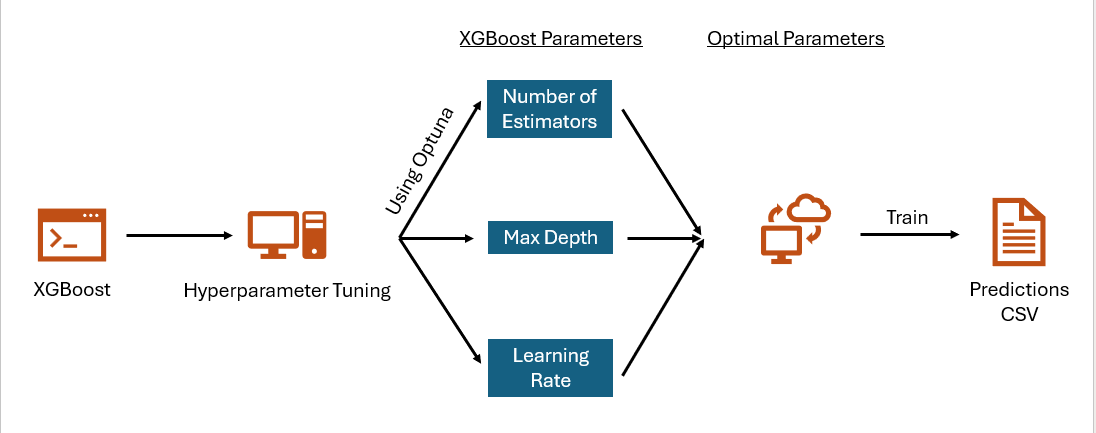 XGBoost Parameters
Optimal Parameters
Number of
Estimators
Using Optuna
Max Depth
Train
XGBoost
Hyperparameter Tuning
Predictions
CSV
Learning
Rate